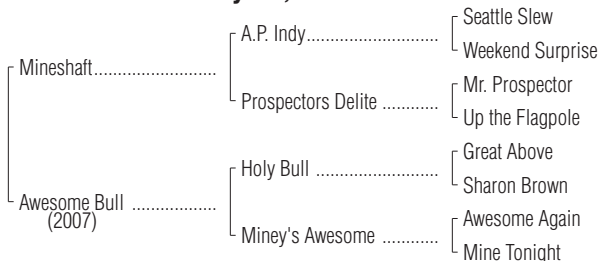 Seattle Slew
A.P. Indy..............................
Weekend Surprise
Mineshaft............................
Mr. Prospector
Prospectors Delite .............
Up the Flagpole
Great Above
Holy Bull .............................
Sharon Brown
Awesome Bull ...................
(2007)
Awesome Again
Miney's Awesome .............
Mine Tonight